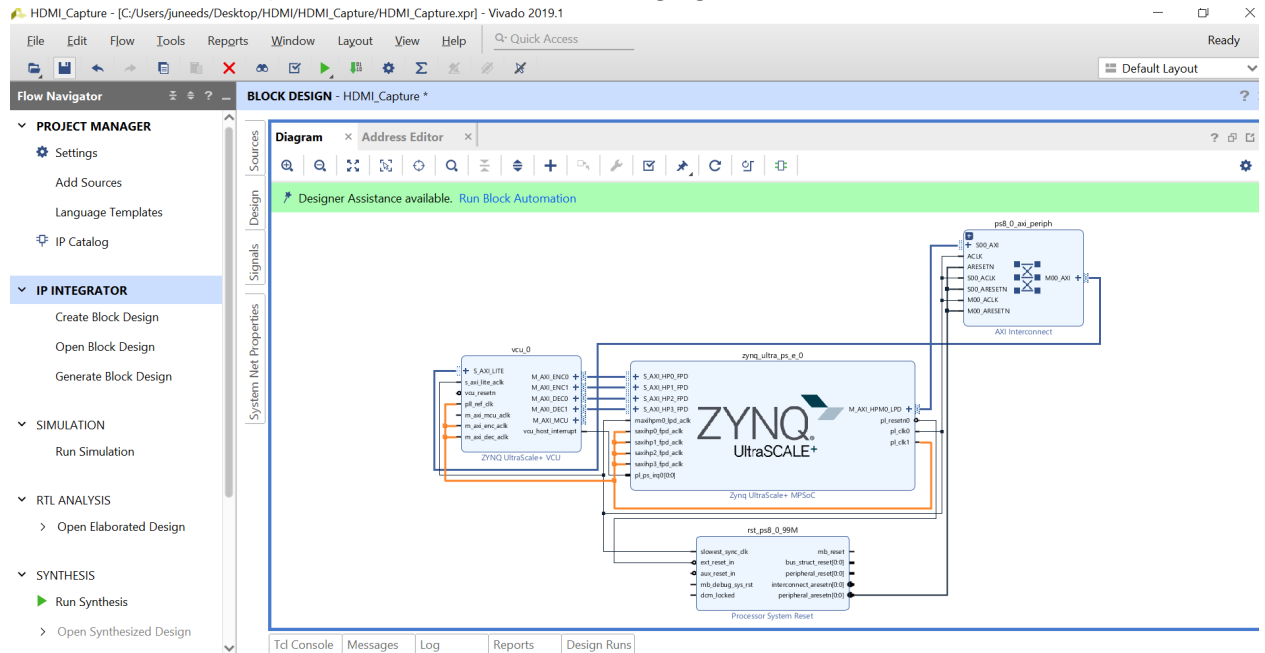 HDMI_Capture - [C:/Users/juneeds/Desktop/HDMI/HDMI_Capture/HDMI_Capture.xpr] - Vivado 2019.1
File Edit Flow Tools Reports Window Layout View Help Quick Access Ready
Default Layout
Flow Navigator ?
BLOCK DESIGN - HDMI_Capture * ?
PROJECT MANAGER
Settings
Add Sources
Language Templates
IP Catalog
IP INTEGRATOR
Create Block Design
Open Block Design
Generate Block Design
SIMULATION
Run Simulation
RTL ANALYSIS
Open Elaborated Design
SYNTHESIS
Run Synthesis
Open Synthesized Design
Sources
Design
Signals
System Net Properties
Diagram × Address Editor × ?
Designer Assistance available. Run Block Automation
ps8_0_axi_periph
S00_AXI
ACLK
ARESETN
S00_ACLK
S00_ARESETN
M00_ACLK
M00_ARESETN
M00_AXI
AXI Interconnect
vcu_0
S_AXI_LITE
s_axi_lite_aclk
vcu_resetn
pll_ref_clk
m_axi_mcu_aclk
m_axi_enc_aclk
m_axi_dec_aclk
M_AXI_ENC0
M_AXI_ENC1
M_AXI_DEC0
M_AXI_DEC1
M_AXI_MCU
vcu_host_interrupt
ZYNQ UltraScale+ VCU
zynq_ultra_ps_e_0
S_AXI_HP0_FPD
S_AXI_HP1_FPD
S_AXI_HP2_FPD
S_AXI_HP3_FPD
maxihpm0_lpd_aclk
saxihp0_fpd_aclk
saxihp1_fpd_aclk
saxihp2_fpd_aclk
saxihp3_fpd_aclk
pl_ps_irq0[0:0]
ZYNQ.
UltraSCALE+
M_AXI_HPM0_LPD
pl_resetn0
pl_clk0
pl_clk1
Zynq UltraScale+ MPSoC
rst_ps8_0_99M
slowest_sync_clk
ext_reset_in
aux_reset_in
mb_debug_sys_rst
dcm_locked
mb_reset
bus_struct_reset[0:0]
peripheral_reset[0:0]
interconnect_aresetn[0:0]
peripheral_aresetn[0:0]
Processor System Reset
Tcl Console Messages Log Reports Design Runs